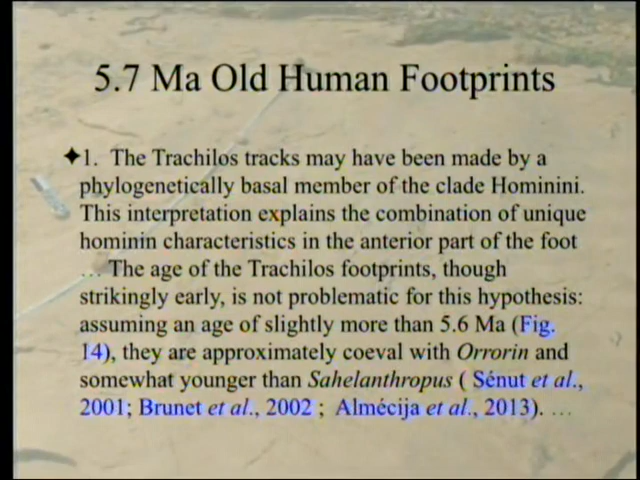 5.7 Ma Old Human Footprints
✦1. The Trachilos tracks may have been made by a
phylogenetically basal member of the clade Hominini.
This interpretation explains the combination of unique
hominin characteristics in the anterior part of the foot
… The age of the Trachilos footprints, though
strikingly early, is not problematic for this hypothesis:
assuming an age of slightly more than 5.6 Ma (Fig.
14), they are approximately coeval with Orrorin and
somewhat younger than Sahelanthropus ( Sénut et al.,
2001; Brunet et al., 2002 ; Almécija et al., 2013). …